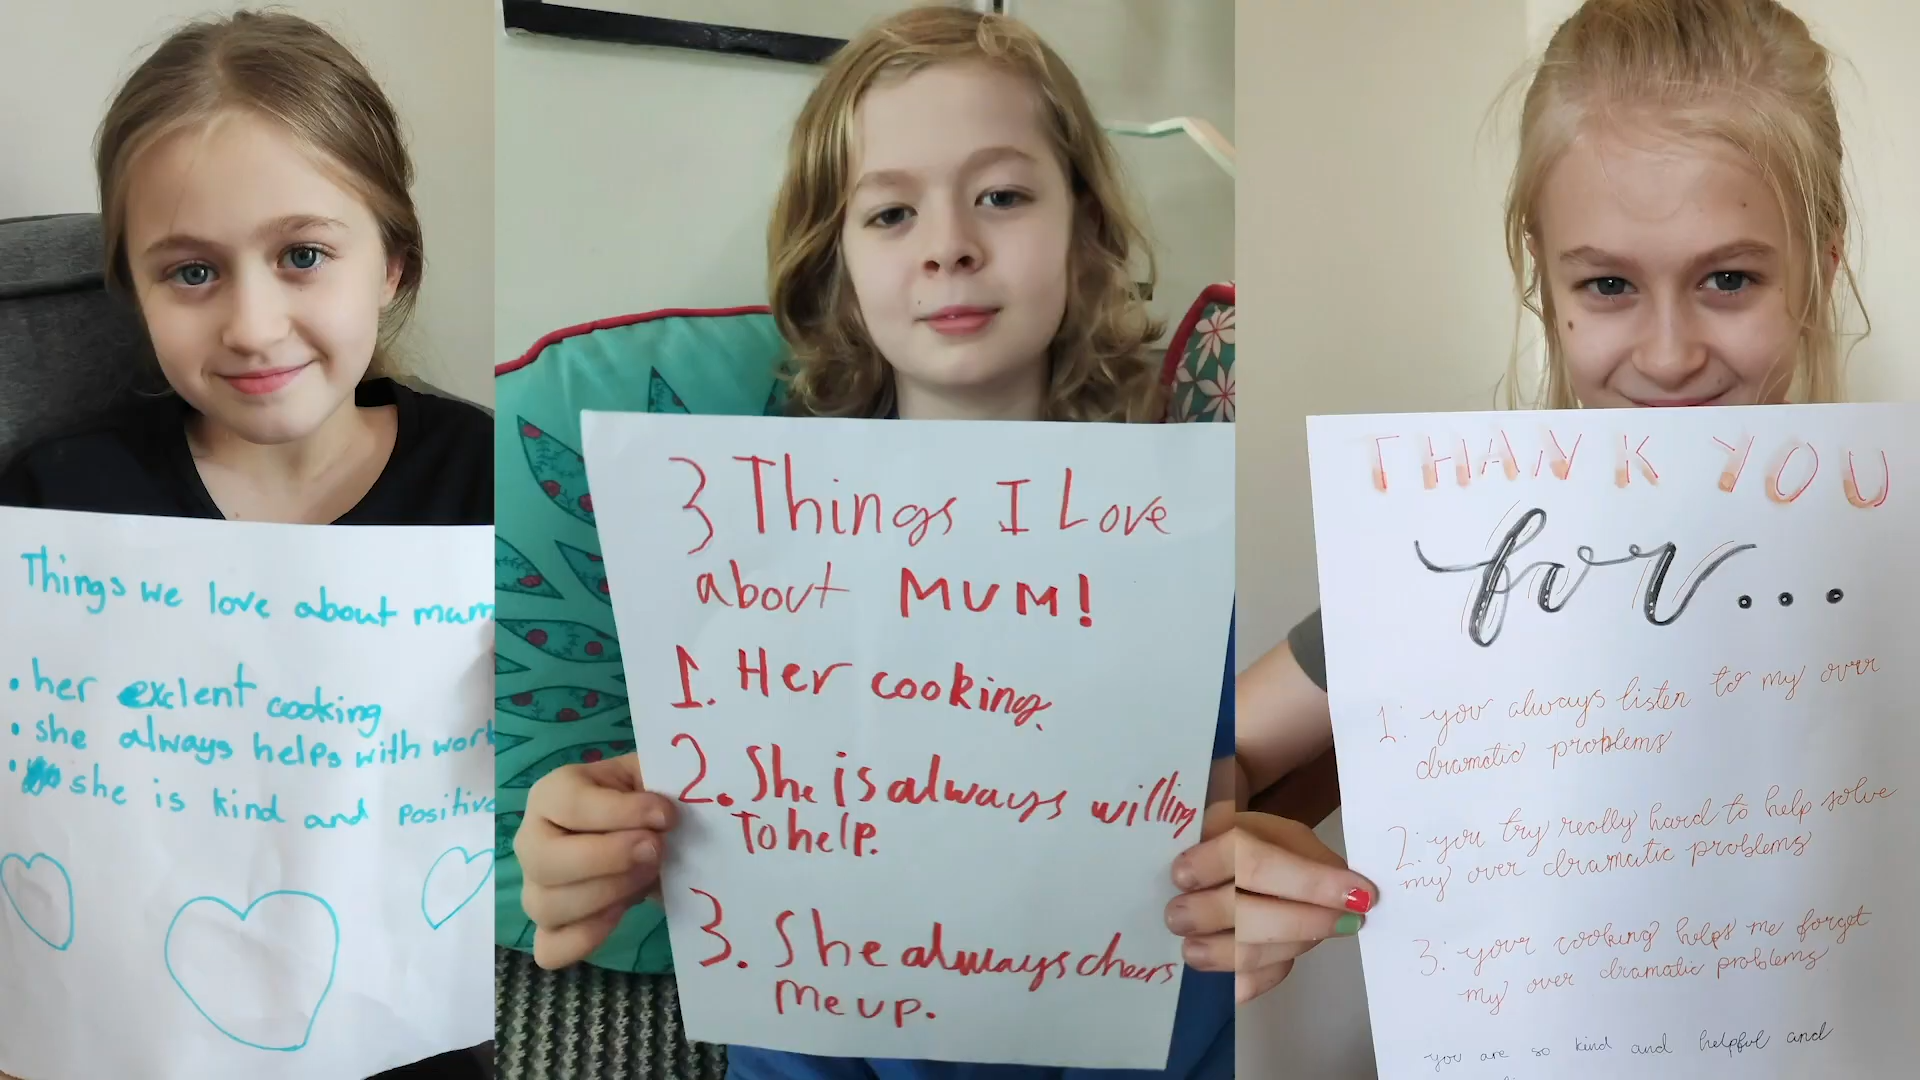 Things we love about mum
• her exclent cooking
• she always helps with work
• she is kind and positive
3 Things I Love
about MUM!
1. Her cooking.
2. She is always willing
To help.
3. She always cheers
me up.
THANK YOU
for...
1: you always listen to my over
dramatic problems
2: you try really hard to help solve
my over dramatic problems
3: your cooking helps me forget
my over dramatic problems
you are so kind and helpful and